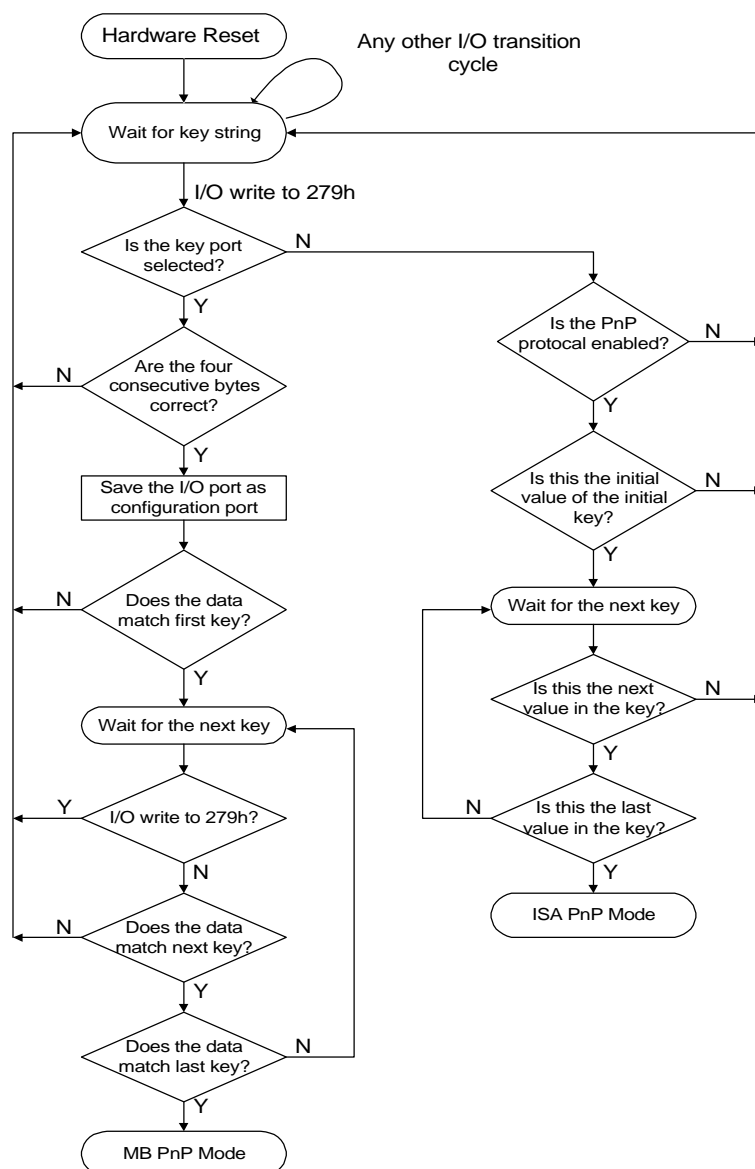 Hardware Reset
Any other I/O transition
cycle
Wait for key string
I/O write to 279h
Is the key port
selected?
N
Y
Is the PnP
protocal enabled?
N
Y
Are the four
consecutive bytes
correct?
N
Y
Save the I/O port as
configuration port
Is this the initial
value of the initial
key?
N
Y
Does the data
match first key?
N
Y
Wait for the next key
Wait for the next key
Is this the next
value in the key?
N
Y
I/O write to 279h?
Y
N
Is this the last
value in the key?
N
Y
ISA PnP Mode
Does the data
match next key?
N
Y
Does the data
match last key?
N
Y
MB PnP Mode